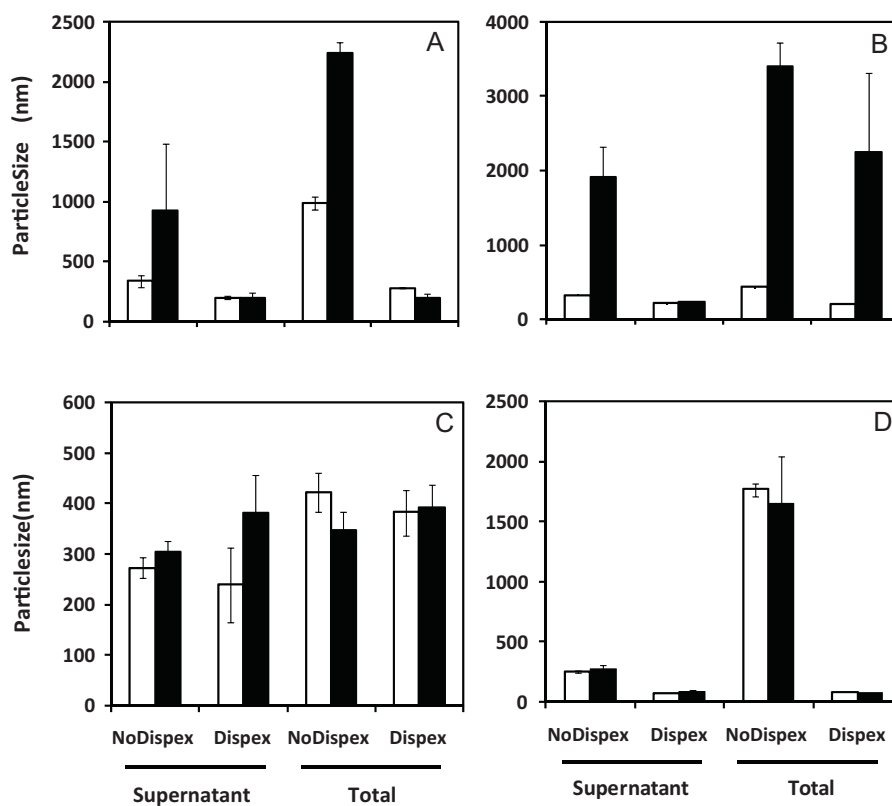 A
2500
2000
1500
1000
500
0
ParticleSize (nm)
B
4000
3000
2000
1000
0
C
600
500
400
300
200
100
0
Particlesize(nm)
D
2500
2000
1500
1000
500
0
NoDispex Dispex NoDispex Dispex
Supernatant Total
NoDispex Dispex NoDispex Dispex
Supernatant Total